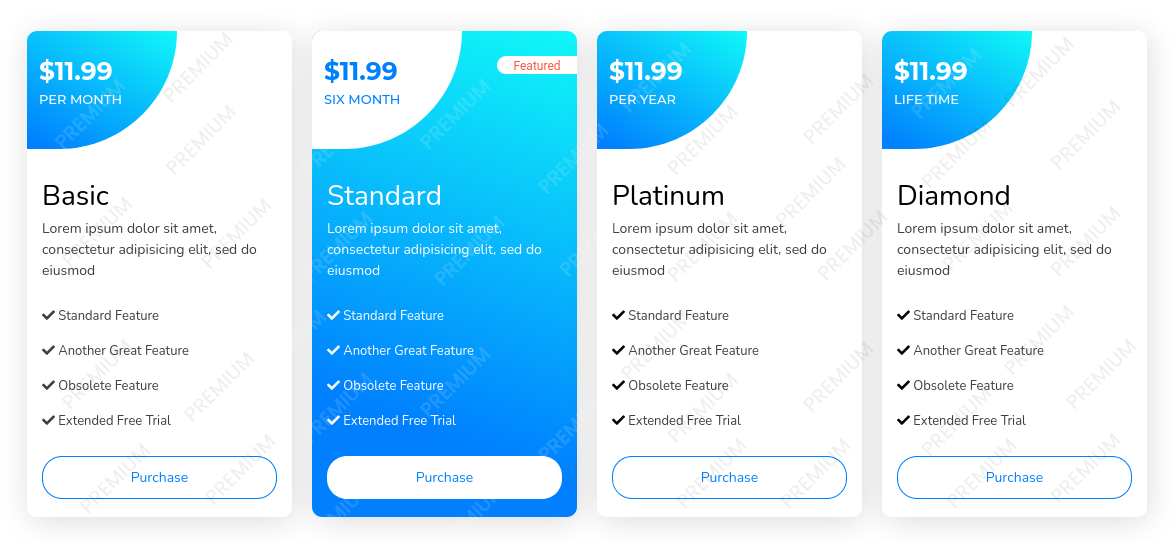 $11.99
PER MONTH
Basic
Lorem ipsum dolor sit amet,
consectetur adipisicing elit, sed do
eiusmod
Standard Feature
Another Great Feature
Obsolete Feature
Extended Free Trial
Purchase
$11.99
SIX MONTH
Featured
Standard
Lorem ipsum dolor sit amet,
consectetur adipisicing elit, sed do
eiusmod
Standard Feature
Another Great Feature
Obsolete Feature
Extended Free Trial
Purchase
$11.99
PER YEAR
Platinum
Lorem ipsum dolor sit amet,
consectetur adipisicing elit, sed do
eiusmod
Standard Feature
Another Great Feature
Obsolete Feature
Extended Free Trial
Purchase
$11.99
LIFE TIME
Diamond
Lorem ipsum dolor sit amet,
consectetur adipisicing elit, sed do
eiusmod
Standard Feature
Another Great Feature
Obsolete Feature
Extended Free Trial
Purchase
PREMIUM